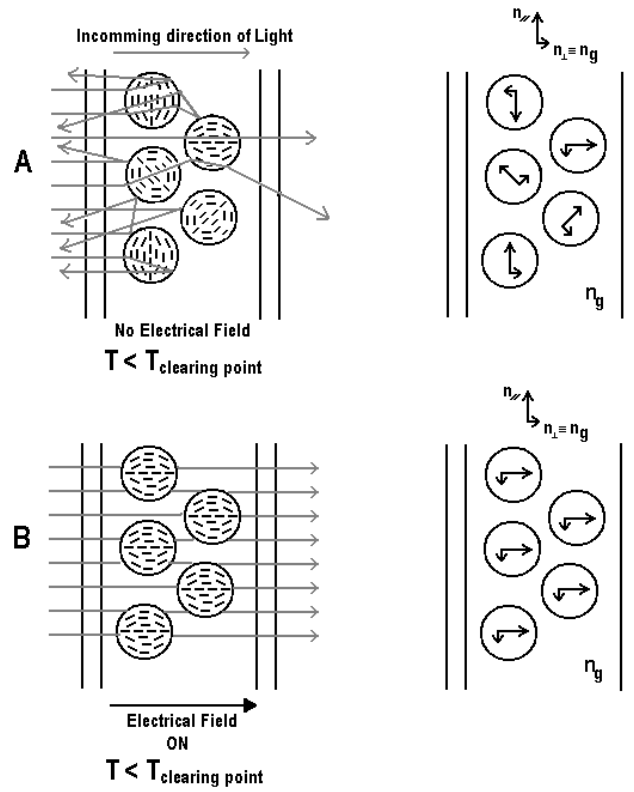 Incomming direction of Light
n// 
n⊥ ≡ ng
A
ng
No Electrical Field
T < Tclearing point
n//
n⊥ ≡ ng
B
ng
Electrical Field
ON
T < Tclearing point